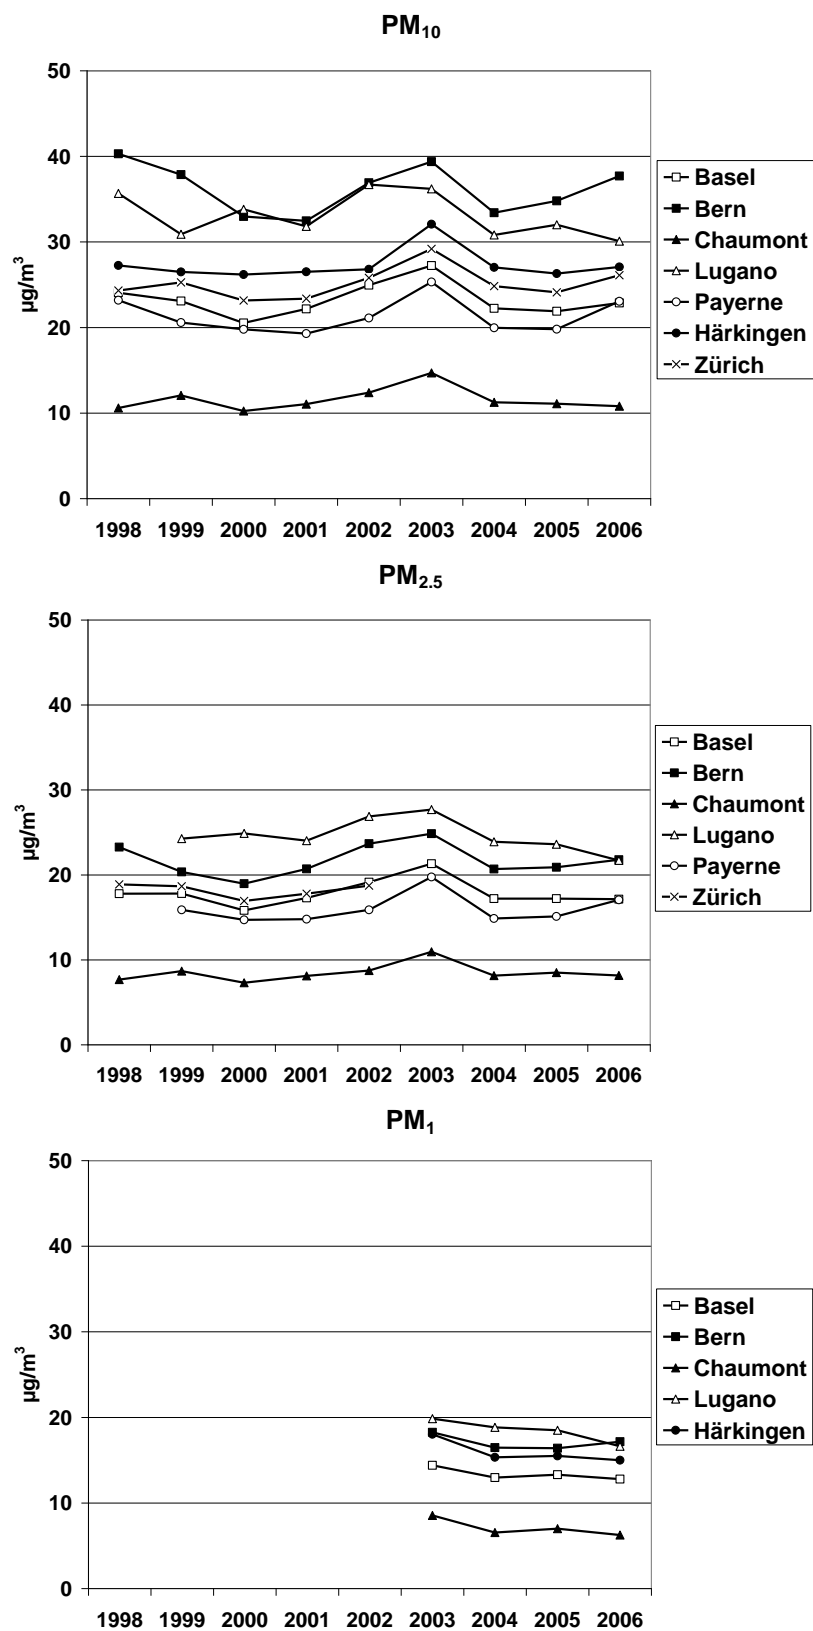 PM₁₀
50
40
30
20
10
0
µg/m³
1998 1999 2000 2001 2002 2003 2004 2005 2006
Basel
Bern
Chaumont
Lugano
Payerne
Härkingen
Zürich
PM₂.₅
50
40
30
20
10
0
µg/m³
1998 1999 2000 2001 2002 2003 2004 2005 2006
Basel
Bern
Chaumont
Lugano
Payerne
Zürich
PM₁
50
40
30
20
10
0
µg/m³
1998 1999 2000 2001 2002 2003 2004 2005 2006
Basel
Bern
Chaumont
Lugano
Härkingen